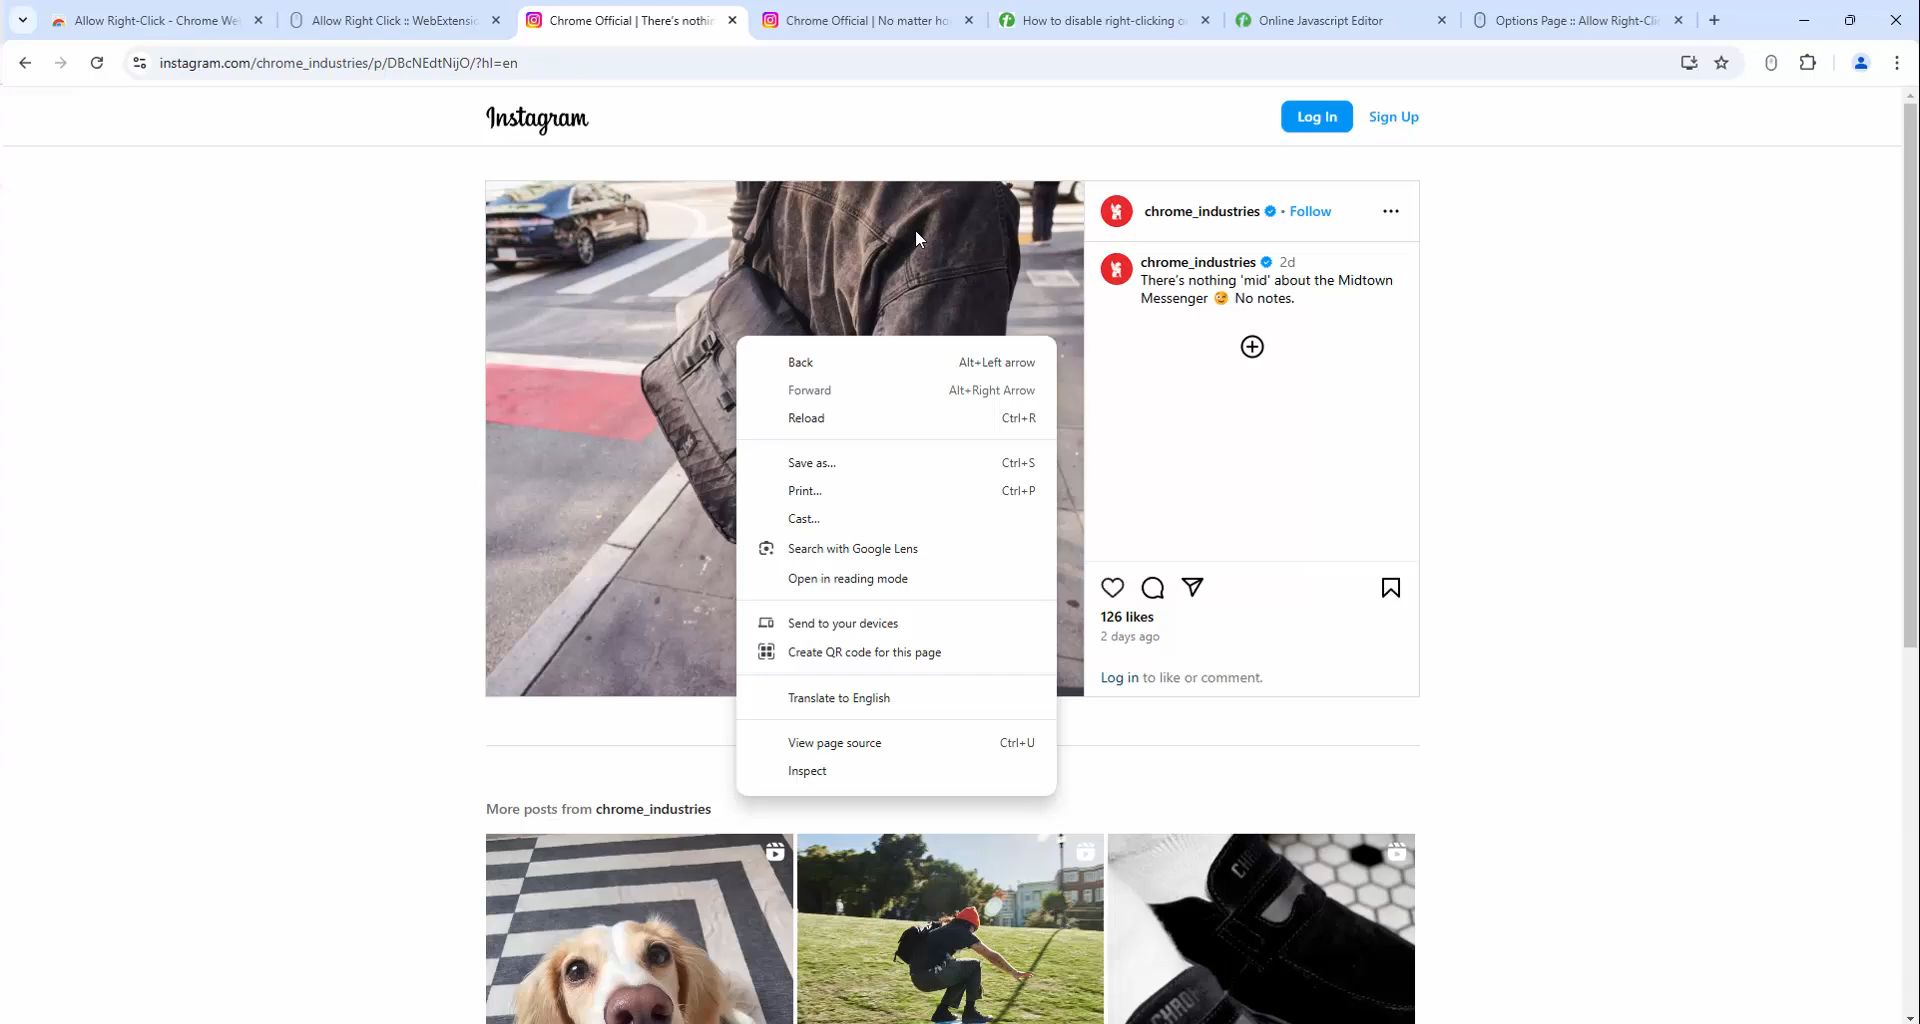 Allow Right-Click - Chrome We
Allow Right Click :: WebExtensio
Chrome Official | There's nothin
Chrome Official | No matter ho
How to disable right-clicking o
Online Javascript Editor
Options Page :: Allow Right-Cli
instagram.com/chrome_industries/p/DBcNEdtNijO/?hl=en
Instagram
Log In
Sign Up
chrome_industries • Follow
chrome_industries 2d
There's nothing 'mid' about the Midtown
Messenger 😉 No notes.
Back Alt+Left arrow
Forward Alt+Right Arrow
Reload Ctrl+R
Save as... Ctrl+S
Print... Ctrl+P
Cast...
Search with Google Lens
Open in reading mode
Send to your devices
Create QR code for this page
Translate to English
View page source Ctrl+U
Inspect
126 likes
2 days ago
Log in to like or comment.
More posts from chrome_industries